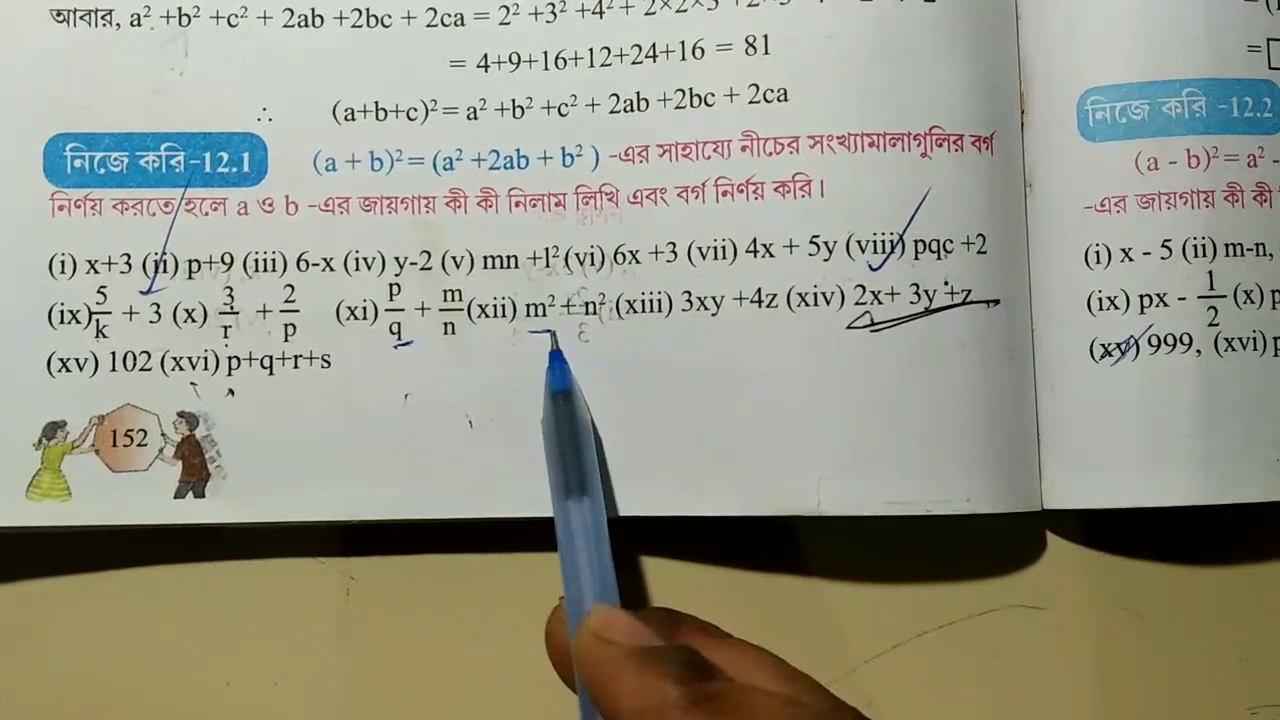 আবার, a² +b² +c² + 2ab +2bc + 2ca = 2² +3² +4² + 2×2×3
= 4+9+16+12+24+16 = 81
∴ (a+b+c)² = a² +b² +c² + 2ab +2bc + 2ca
নিজে করি-12.1 (a + b)² = (a² +2ab + b² ) -এর সাহায্যে নীচের সংখ্যামালাগুলির বর্গ
নির্ণয় করতে হলে a ও b -এর জায়গায় কী কী নিলাম লিখি এবং বর্গ নির্ণয় করি।
(i) x+3 (ii) p+9 (iii) 6-x (iv) y-2 (v) mn +l² (vi) 6x +3 (vii) 4x + 5y (viii) pqc +2
(ix) 5/k + 3 (x) 3/r + 2/p (xi) p/q + m/n (xii) m² + n² (xiii) 3xy +4z (xiv) 2x+ 3y +z
(xv) 102 (xvi) p+q+r+s
152
=
নিজে করি -12.2
(a - b)² = a² -
-এর জায়গায় কী কী
(i) x - 5 (ii) m-n,
(ix) px - 1/2 (x) p
(xv) 999, (xvi) p